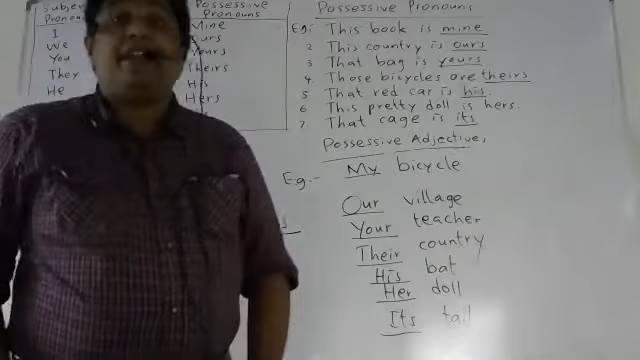 Subje
Pronou
I
We
You
They
He
Possessive
Pronouns
Mine
Ours
Yours
Theirs
His
Hers
Possessive Pronouns
Eg: This book is mine
2 This country is ours
3 That bag is yours
4. Those bicycles are theirs
5 That red car is his.
6 This pretty doll is hers.
7. That cage is its
Possessive Adjective,
Eg:- My bicycle
Our village
Your teacher
Their country
His bat
Her doll
Its tail